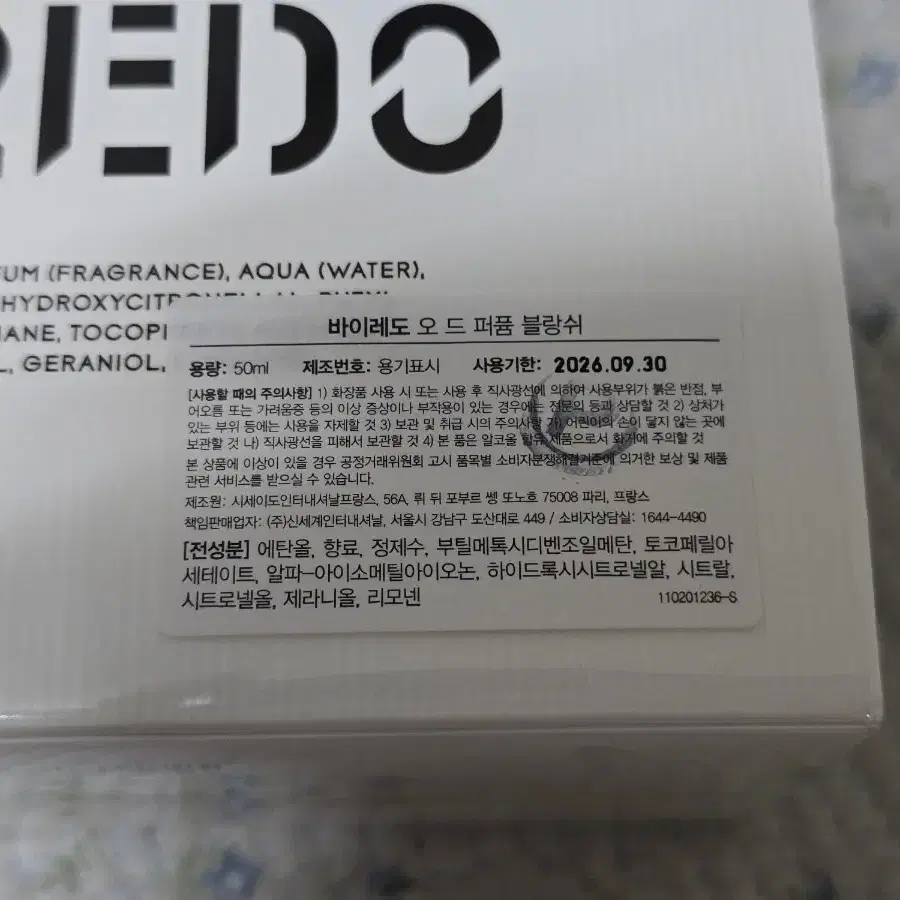 REDO
UM (FRAGRANCE), AQUA (WATER),
HYDROXYCITRONELLAL,
ANE, TOCOP
L, GERANIOL,
바이레도 오 드 퍼퓸 블랑쉬
용량: 50ml 제조번호: 용기표시 사용기한: 2026.09.30
[사용할 때의 주의사항] 1) 화장품 사용 시 또는 사용 후 직사광선에 의하여 사용부위가 붉은 반점, 부
어오름 또는 가려움증 등의 이상 증상이나 부작용이 있는 경우에는 전문의 등과 상담할 것 2) 상처가
있는 부위 등에는 사용을 자제할 것 3) 보관 및 취급 시의 주의사항 가) 어린이의 손이 닿지 않는 곳에
보관할 것 나) 직사광선을 피해서 보관할 것 4) 본 품은 알코올 함유 제품으로서 화기에 주의할 것
본 상품에 이상이 있을 경우 공정거래위원회 고시 품목별 소비자분쟁해결기준에 의거한 보상 및 제품
관련 서비스를 받으실 수 있습니다.
제조원: 시세이도인터내셔날프랑스, 56A, 뤼 뒤 포부르 쌩 또노호 75008 파리, 프랑스
책임판매업자: (주)신세계인터내셔날, 서울시 강남구 도산대로 449 / 소비자상담실: 1644-4490
[전성분] 에탄올, 향료, 정제수, 부틸메톡시디벤조일메탄, 토코페릴아
세테이트, 알파-아이소메틸아이오논, 하이드록시시트로넬알, 시트랄,
시트로넬올, 제라니올, 리모넨
110201236-S